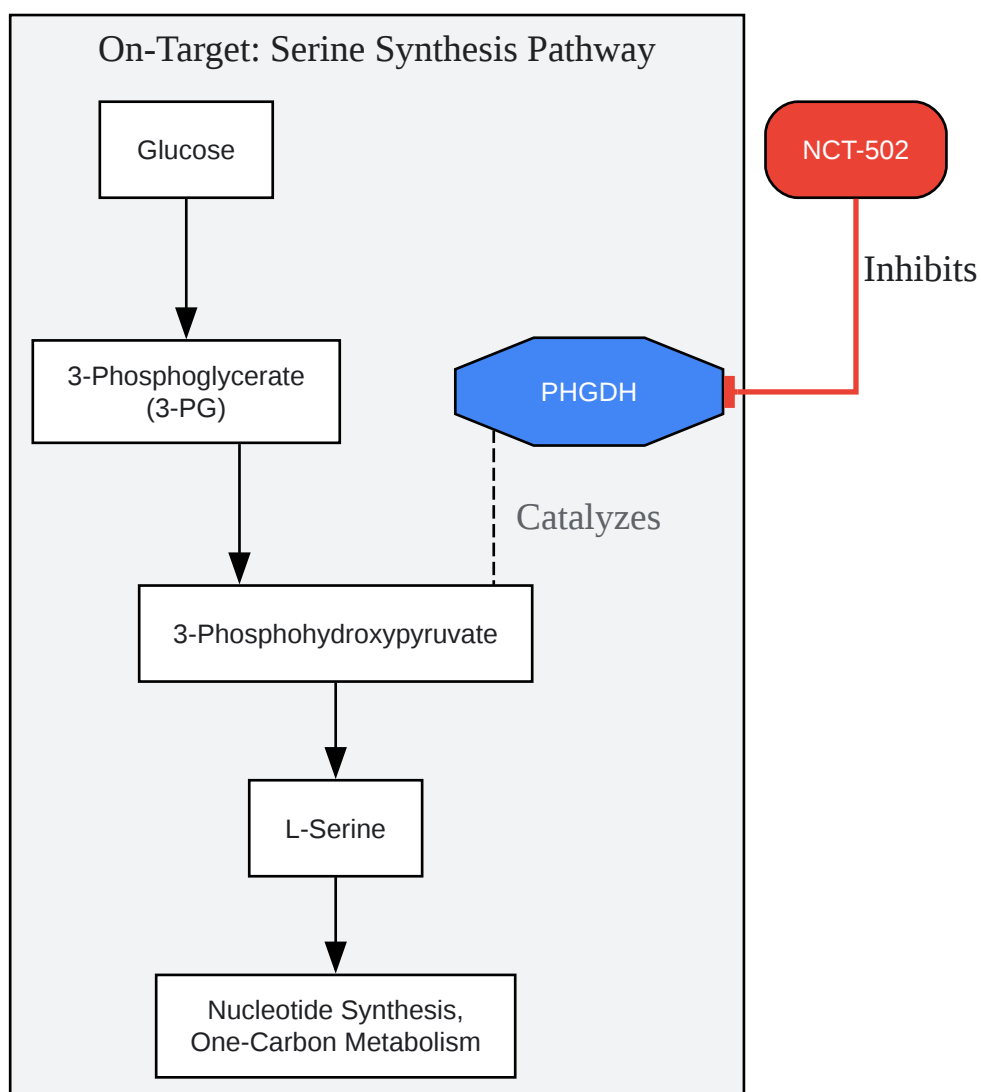 On-Target: Serine Synthesis Pathway
Glucose
NCT-502
Inhibits
3-Phosphoglycerate
(3-PG)
PHGDH
Catalyzes
3-Phosphohydroxypyruvate
L-Serine
Nucleotide Synthesis,
One-Carbon Metabolism